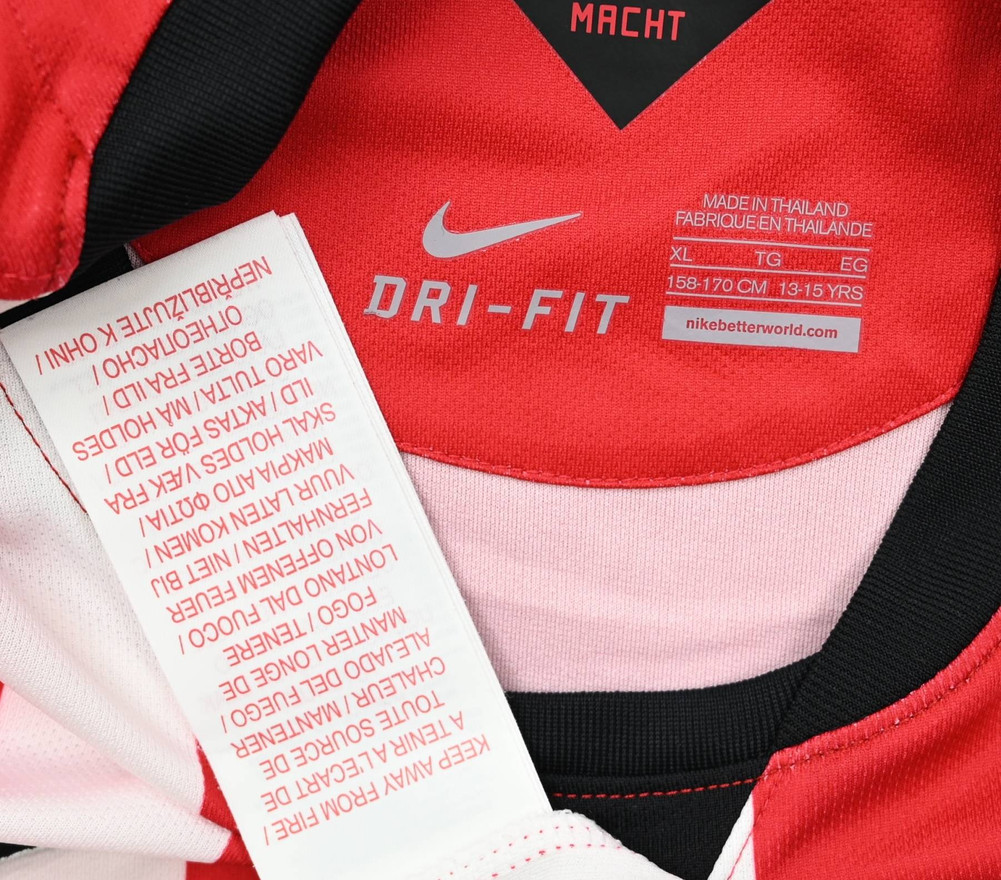 MACHT
DRI-FIT
MADE IN THAILAND
FABRIQUE EN THAILANDE
XL TG EG
158-170 CM 13-15 YRS
nikebetterworld.com
KEEP AWAY FROM FIRE /
A TENIR A L'ECART DE
TOUTE SOURCE DE
CHALEUR / MANTENER
ALEJADO DEL FUEGO /
MANTER LONGE DE
FOGO / TENERE
LONTANO DAL FUOCO /
VON OFFENEM FEUER
FERNHALTEN / NIET BIJ
VUUR LATEN KOMEN /
ΜΑΚΡΙΑ ΑΠΟ ΦΩΤΙΑ /
SKAL HOLDES VÆK FRA
ILD / AKTAS FÖR ELD /
VARO TULTA / MÅ HOLDES
BORTE FRA ILD /
ОГНЕОПАСНО /
NEPŘIBLIŽUJTE K OHNI /